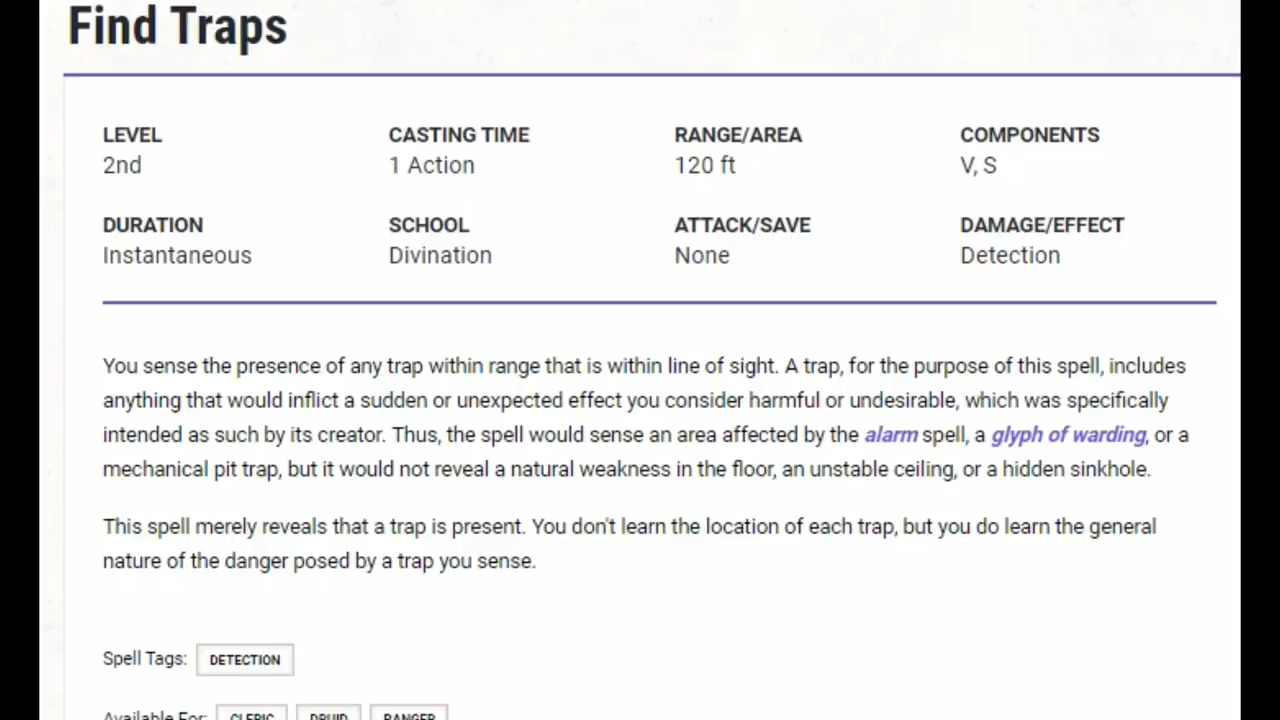 Find Traps
LEVEL
2nd
CASTING TIME
1 Action
RANGE/AREA
120 ft
COMPONENTS
V, S
DURATION
Instantaneous
SCHOOL
Divination
ATTACK/SAVE
None
DAMAGE/EFFECT
Detection
You sense the presence of any trap within range that is within line of sight. A trap, for the purpose of this spell, includes
anything that would inflict a sudden or unexpected effect you consider harmful or undesirable, which was specifically
intended as such by its creator. Thus, the spell would sense an area affected by the alarm spell, a glyph of warding, or a
mechanical pit trap, but it would not reveal a natural weakness in the floor, an unstable ceiling, or a hidden sinkhole.
This spell merely reveals that a trap is present. You don't learn the location of each trap, but you do learn the general
nature of the danger posed by a trap you sense.
Spell Tags: DETECTION
Available For: CLERIC DRUID RANGER